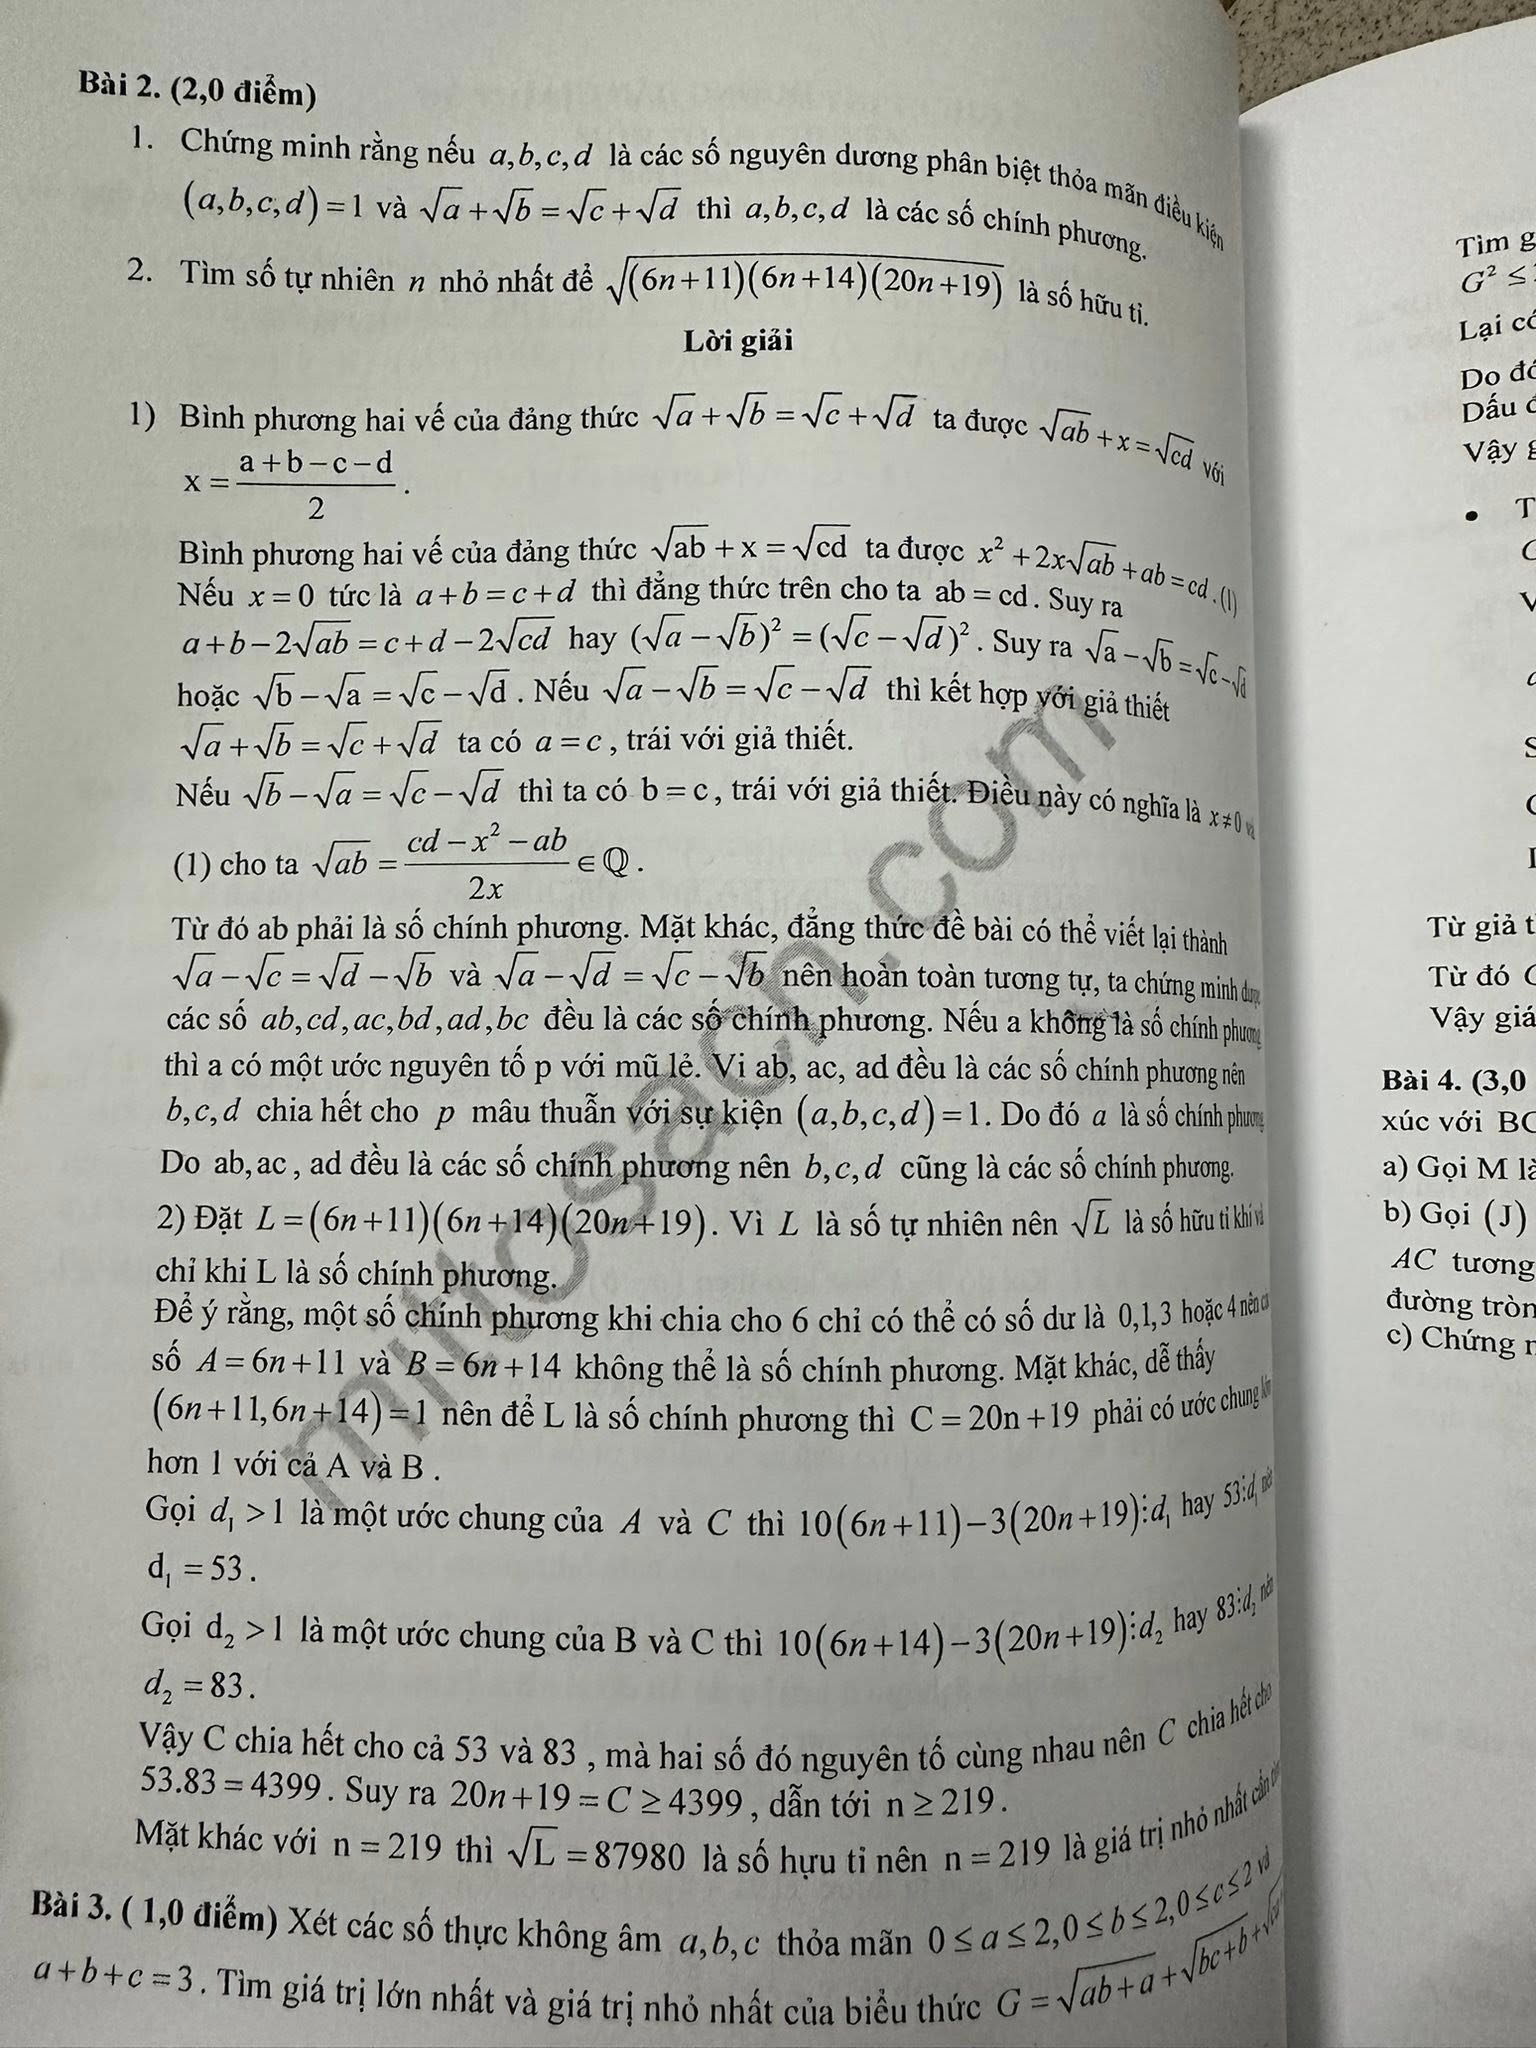 Bài 2. (2,0 điểm)
1. Chứng minh rằng nếu a,b,c,d là các số nguyên dương phân biệt thỏa mãn điều kiện
(a,b,c,d)=1 và √a+√b=√c+√d thì a,b,c,d là các số chính phương.
2. Tìm số tự nhiên n nhỏ nhất để √((6n+11)(6n+14)(20n+19)) là số hữu tỉ.
Lời giải
1) Bình phương hai vế của đảng thức √a+√b=√c+√d ta được √ab+x=√cd với
x=(a+b−c−d)/2.
Bình phương hai vế của đảng thức √ab+x=√cd ta được x²+2x√ab+ab=cd.(1)
Nếu x=0 tức là a+b=c+d thì đẳng thức trên cho ta ab=cd. Suy ra
a+b−2√ab=c+d−2√cd hay (√a−√b)²=(√c−√d)². Suy ra √a−√b=√c−√d
hoặc √b−√a=√c−√d. Nếu √a−√b=√c−√d thì kết hợp với giả thiết
√a+√b=√c+√d ta có a=c, trái với giả thiết.
Nếu √b−√a=√c−√d thì ta có b=c, trái với giả thiết. Điều này có nghĩa là x≠0
(1) cho ta √ab=(cd−x²−ab)/2x∈ℚ.
Từ đó ab phải là số chính phương. Mặt khác, đẳng thức đề bài có thể viết lại thành
√a−√c=√d−√b và √a−√d=√c−√b nên hoàn toàn tương tự, ta chứng minh được
các số ab,cd,ac,bd,ad,bc đều là các số chính phương. Nếu a không là số chính phương
thì a có một ước nguyên tố p với mũ lẻ. Vi ab, ac, ad đều là các số chính phương nên
b,c,d chia hết cho p mâu thuẫn với sự kiện (a,b,c,d)=1. Do đó a là số chính phương
Do ab,ac, ad đều là các số chính phương nên b,c,d cũng là các số chính phương.
2) Đặt L=(6n+11)(6n+14)(20n+19). Vì L là số tự nhiên nên √L là số hữu tỉ khi và
chỉ khi L là số chính phương.
Để ý rằng, một số chính phương khi chia cho 6 chỉ có thể có số dư là 0,1,3 hoặc 4 nên
số A=6n+11 và B=6n+14 không thể là số chính phương. Mặt khác, dễ thấy
(6n+11,6n+14)=1 nên để L là số chính phương thì C=20n+19 phải có ước chung lớn
hơn 1 với cả A và B.
Gọi d₁>1 là một ước chung của A và C thì 10(6n+11)−3(20n+19)⋮d₁ hay 53⋮d₁ nên
d₁=53.
Gọi d₂>1 là một ước chung của B và C thì 10(6n+14)−3(20n+19)⋮d₂ hay 83⋮d₂ nên
d₂=83.
Vậy C chia hết cho cả 53 và 83, mà hai số đó nguyên tố cùng nhau nên C chia hết cho
53.83=4399. Suy ra 20n+19=C≥4399, dẫn tới n≥219.
Mặt khác với n=219 thì √L=87980 là số hựu tỉ nên n=219 là giá trị nhỏ nhất cần
Bài 3. ( 1,0 điểm) Xét các số thực không âm a,b,c thỏa mãn 0≤a≤2,0≤b≤2,0≤c≤2 và
a+b+c=3. Tìm giá trị lớn nhất và giá trị nhỏ nhất của biểu thức G=√(ab+a)+√(bc+b)+
mittosach.com
Tìm
G²≤
Lại
Do
Dấu
Vậy
Từ giả
Từ đó
Vậy giá
Bài 4. (3,0
xúc với
a) Gọi M
b) Gọi (J)
AC tương
đường tròn
c) Chứng